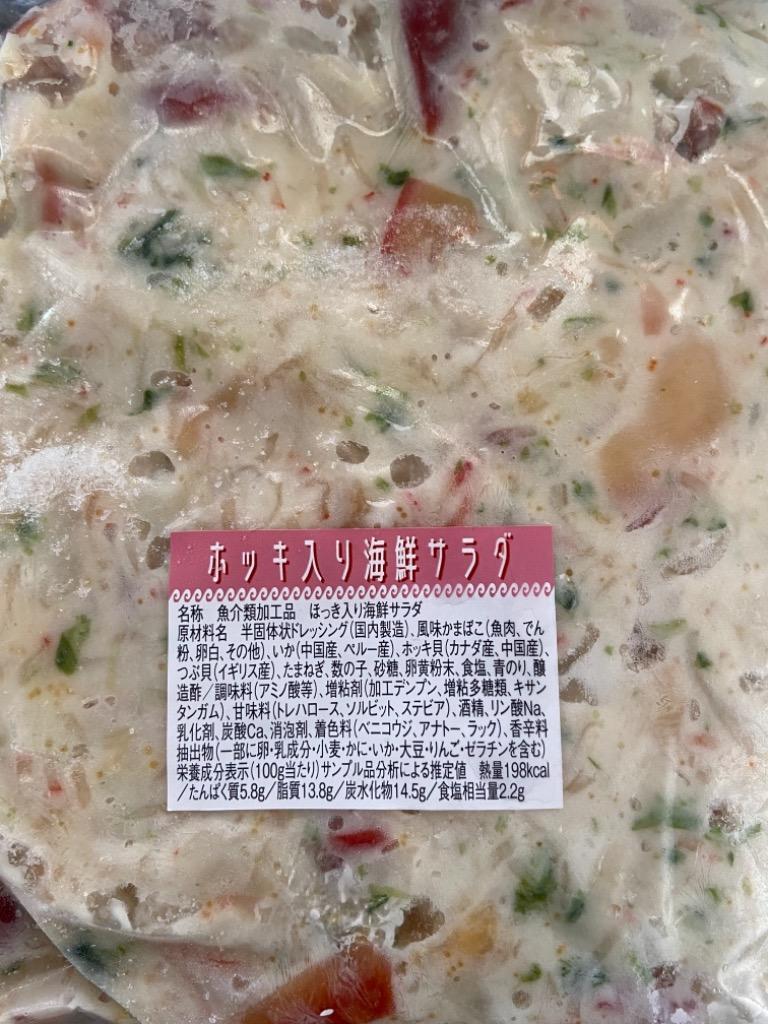 ホッキ入り海鮮サラダ
名称　魚介類加工品　ほっき入り海鮮サラダ
原材料名　半固体状ドレッシング(国内製造)、風味かまぼこ(魚肉、でん
粉、卵白、その他)、いか(中国産、ペルー産)、ホッキ貝(カナダ産、中国産)、
つぶ貝(イギリス産)、たまねぎ、数の子、砂糖、卵黄粉末、食塩、青のり、醸
造酢／調味料(アミノ酸等)、増粘剤(加工デンプン、増粘多糖類、キサン
タンガム)、甘味料(トレハロース、ソルビット、ステビア)、酒精、リン酸Na、
乳化剤、炭酸Ca、消泡剤、着色料(ベニコウジ、アナトー、ラック)、香辛料
抽出物(一部に卵・乳成分・小麦・かに・いか・大豆・りんご・ゼラチンを含む)
栄養成分表示(100g当たり)サンプル品分析による推定値　熱量198kcal
／たんぱく質5.8g／脂質13.8g／炭水化物14.5g／食塩相当量2.2g